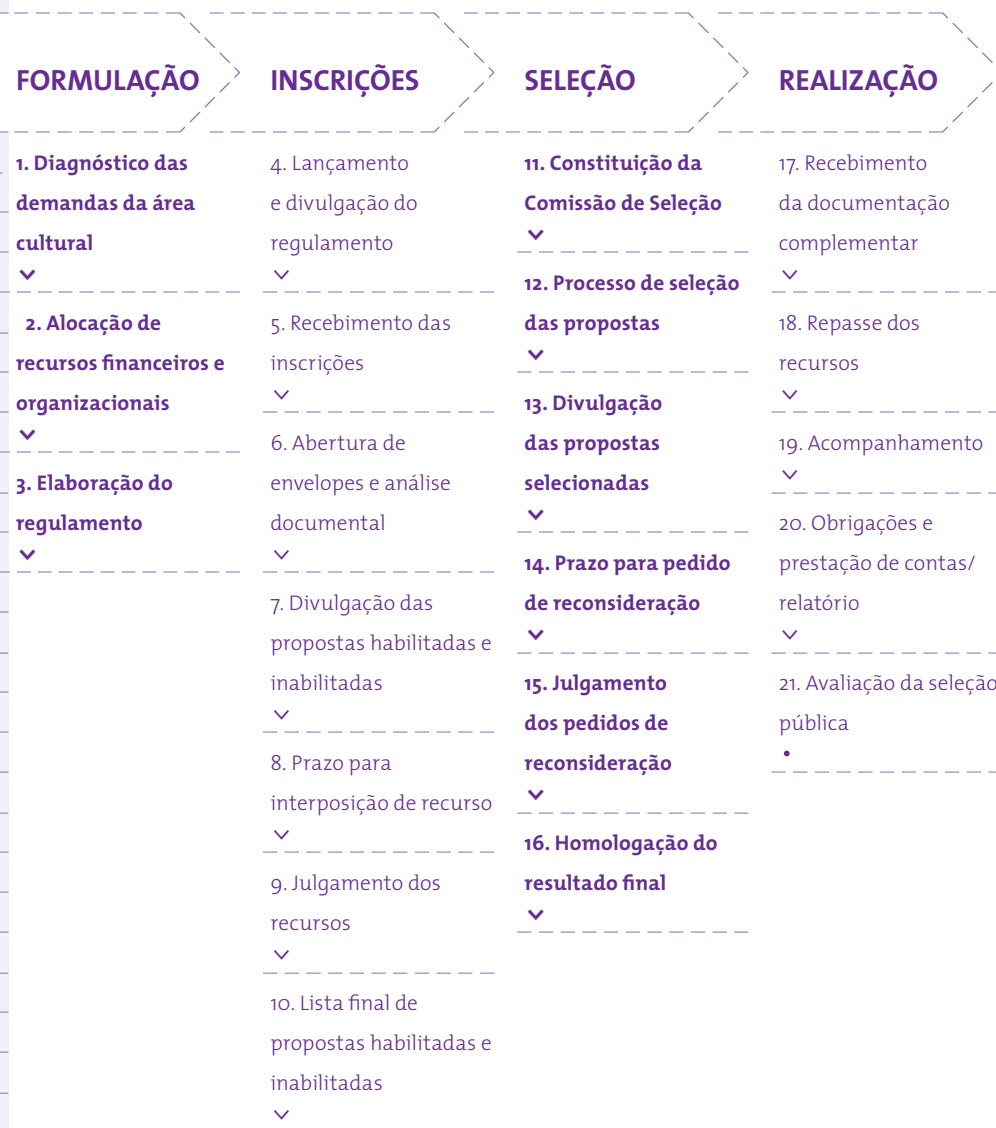 FORMULAÇÃO
1. Diagnóstico das
demandas da área
cultural
2. Alocação de
recursos financeiros e
organizacionais
3. Elaboração do
regulamento
INSCRIÇÕES
4. Lançamento
e divulgação do
regulamento
5. Recebimento das
inscrições
6. Abertura de
envelopes e análise
documental
7. Divulgação das
propostas habilitadas e
inabilitadas
8. Prazo para
interposição de recurso
9. Julgamento dos
recursos
10. Lista final de
propostas habilitadas e
inabilitadas
SELEÇÃO
11. Constituição da
Comissão de Seleção
12. Processo de seleção
das propostas
13. Divulgação
das propostas
selecionadas
14. Prazo para pedido
de reconsideração
15. Julgamento
dos pedidos de
reconsideração
16. Homologação do
resultado final
REALIZAÇÃO
17. Recebimento
da documentação
complementar
18. Repasse dos
recursos
19. Acompanhamento
20. Obrigações e
prestação de contas/
relatório
21. Avaliação da seleção
pública